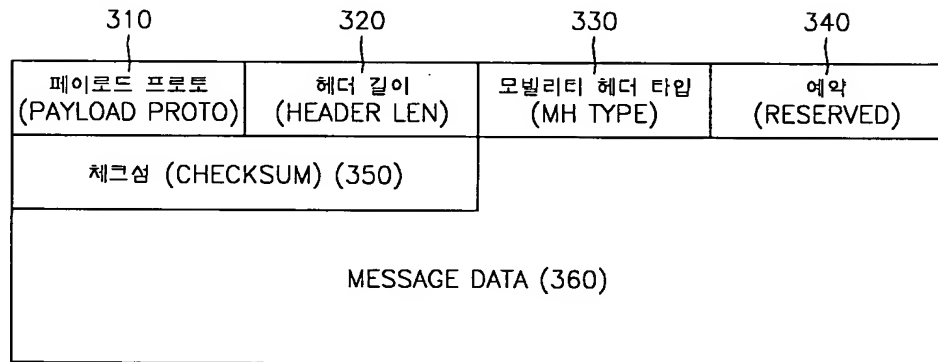 310
320
330
340
페이로드 프로토
(PAYLOAD PROTO)
헤더 길이
(HEADER LEN)
모빌리티 헤더 타입
(MH TYPE)
예약
(RESERVED)
체크섬 (CHECKSUM) (350)
MESSAGE DATA (360)